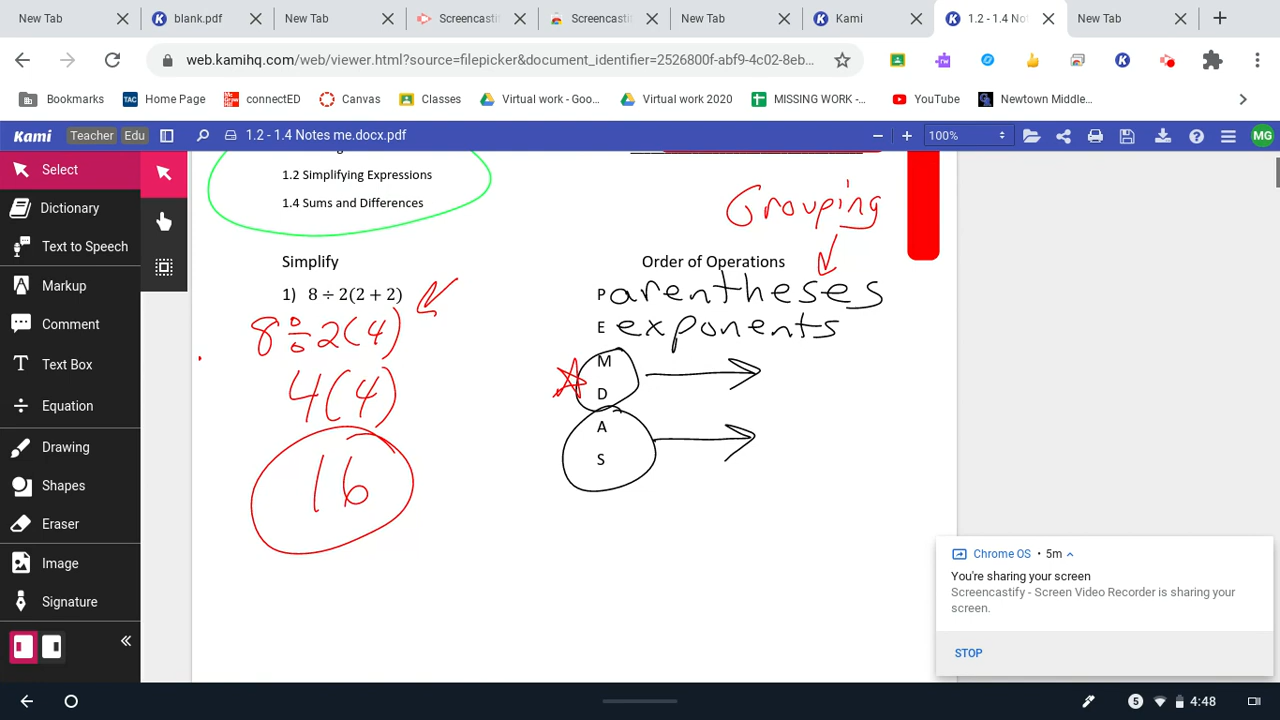 New Tab
blank.pdf
New Tab
Screencasti
Screencasti
New Tab
Kami
1.2 - 1.4 No
New Tab
web.kamihq.com/web/viewer.html?source=filepicker&document_identifier=2526800f-abf9-4c02-8eb...
Bookmarks
TAC Home Page
connectED
Canvas
Classes
Virtual work - Goo...
Virtual work 2020
MISSING WORK -...
YouTube
Newtown Middle...
Kami Teacher Edu 1.2 - 1.4 Notes me.docx.pdf 100% MG
Select
Dictionary
Text to Speech
Markup
Comment
Text Box
Equation
Drawing
Shapes
Eraser
Image
Signature
1.2 Simplifying Expressions
1.4 Sums and Differences
Simplify
1) 8 ÷ 2(2 + 2)
8 ÷ 2(4)
4(4)
16
Grouping
Order of Operations
Parentheses
E exponents
M
D
A
S
Chrome OS • 5m
You're sharing your screen
Screencastify - Screen Video Recorder is sharing your
screen.
STOP
5 4:48